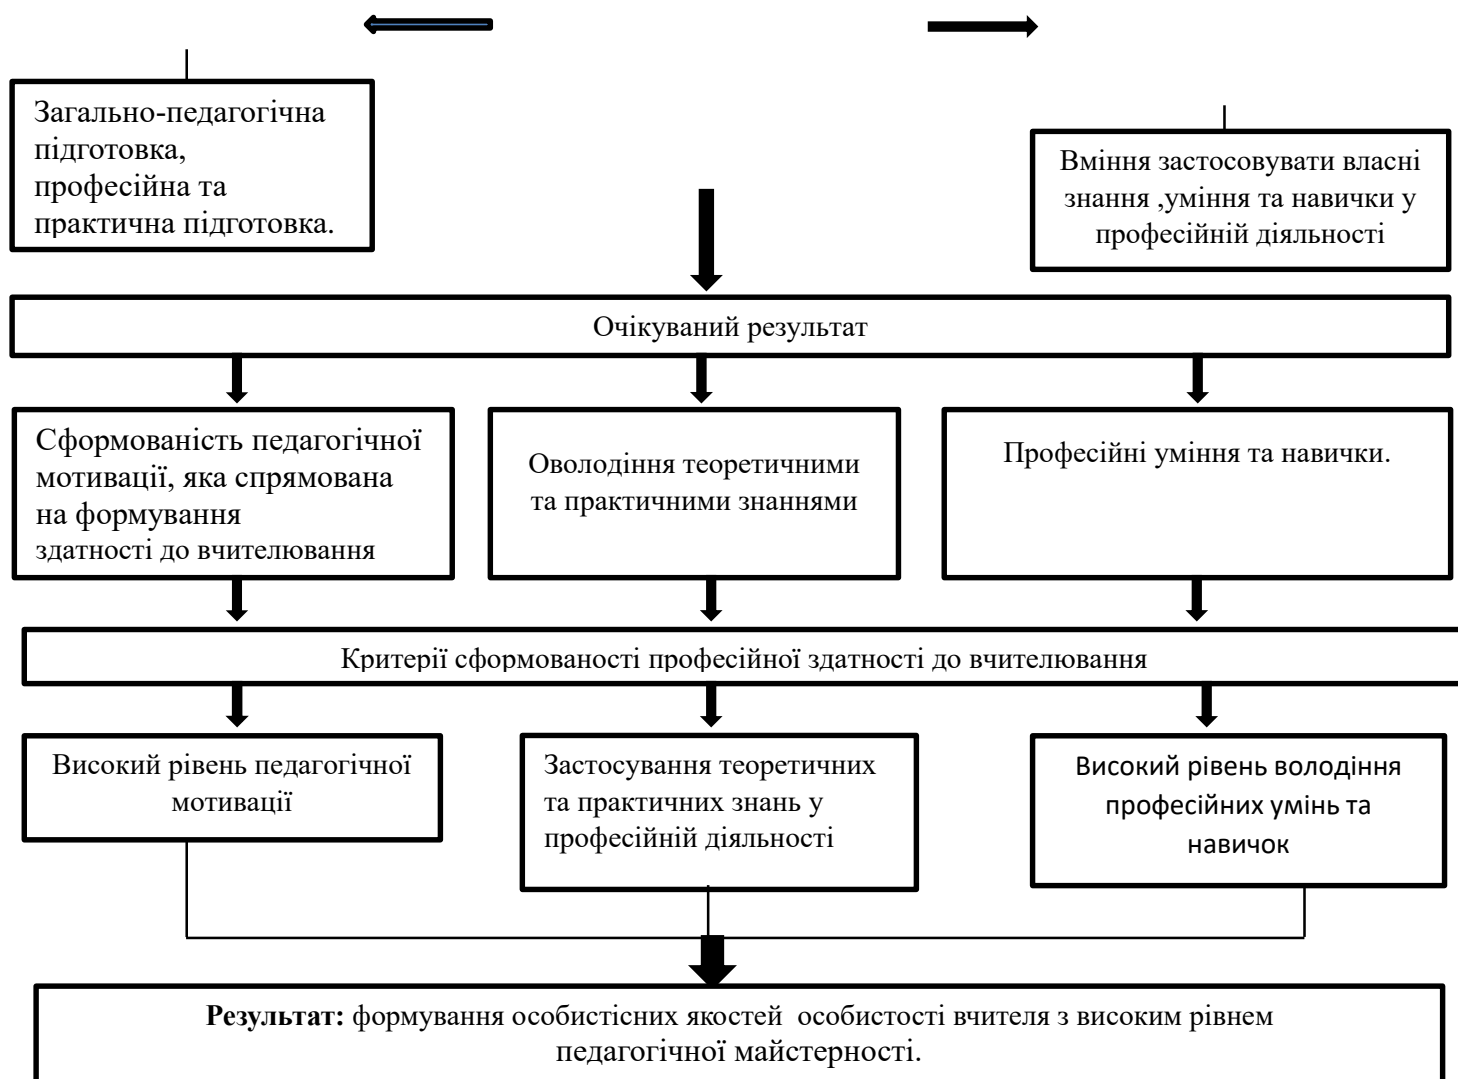 Загально-педагогічна
підготовка,
професійна та
практична підготовка.
Вміння застосовувати власні
знання ,уміння та навички у
професійній діяльності
Очікуваний результат
Сформованість педагогічної
мотивації, яка спрямована
на формування
здатності до вчителювання
Оволодіння теоретичними
та практичними знаннями
Професійні уміння та навички.
Критерії сформованості професійної здатності до вчителювання
Високий рівень педагогічної
мотивації
Застосування теоретичних
та практичних знань у
професійній діяльності
Високий рівень володіння
професійних умінь та
навичок
Результат: формування особистісних якостей особистості вчителя з високим рівнем
педагогічної майстерності.